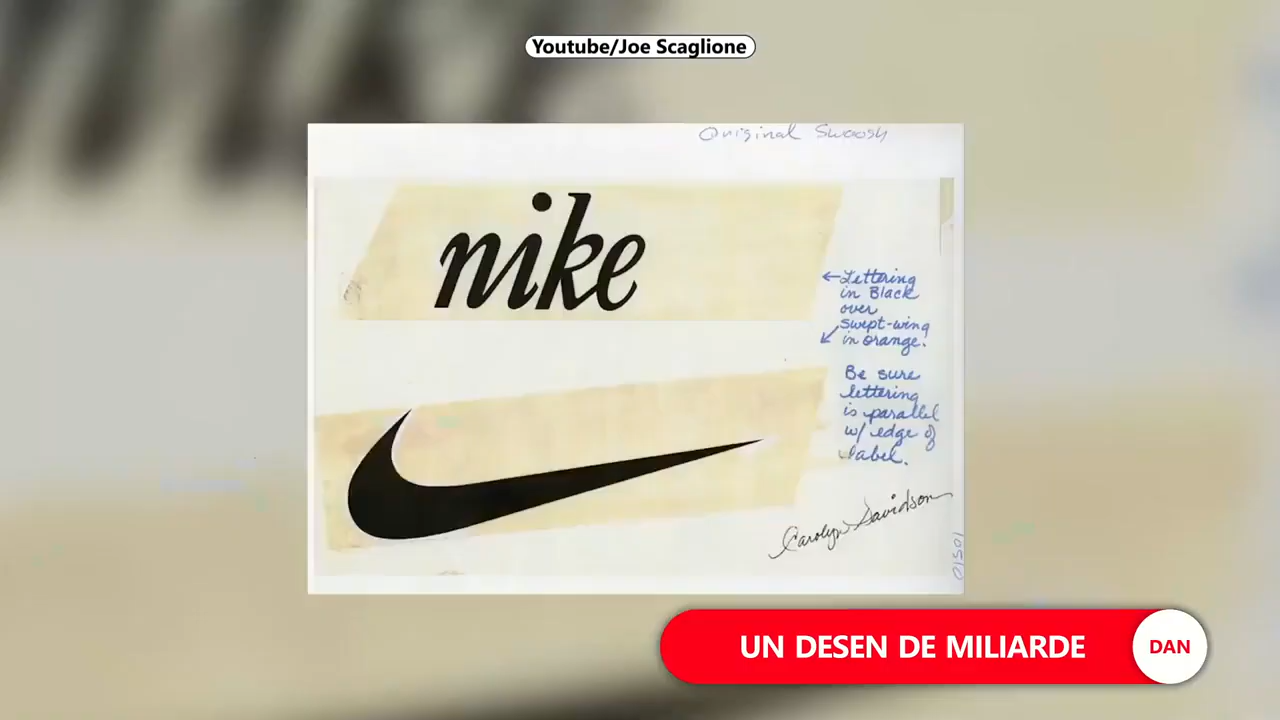 Youtube/Joe Scaglione
Original Swoosh
nike
←Lettering
in Black
over
swept-wing
in orange.
Be sure
lettering
is parallel
w/ edge of
label.
Carolyn Davidson
01501
UN DESEN DE MILIARDE
DAN